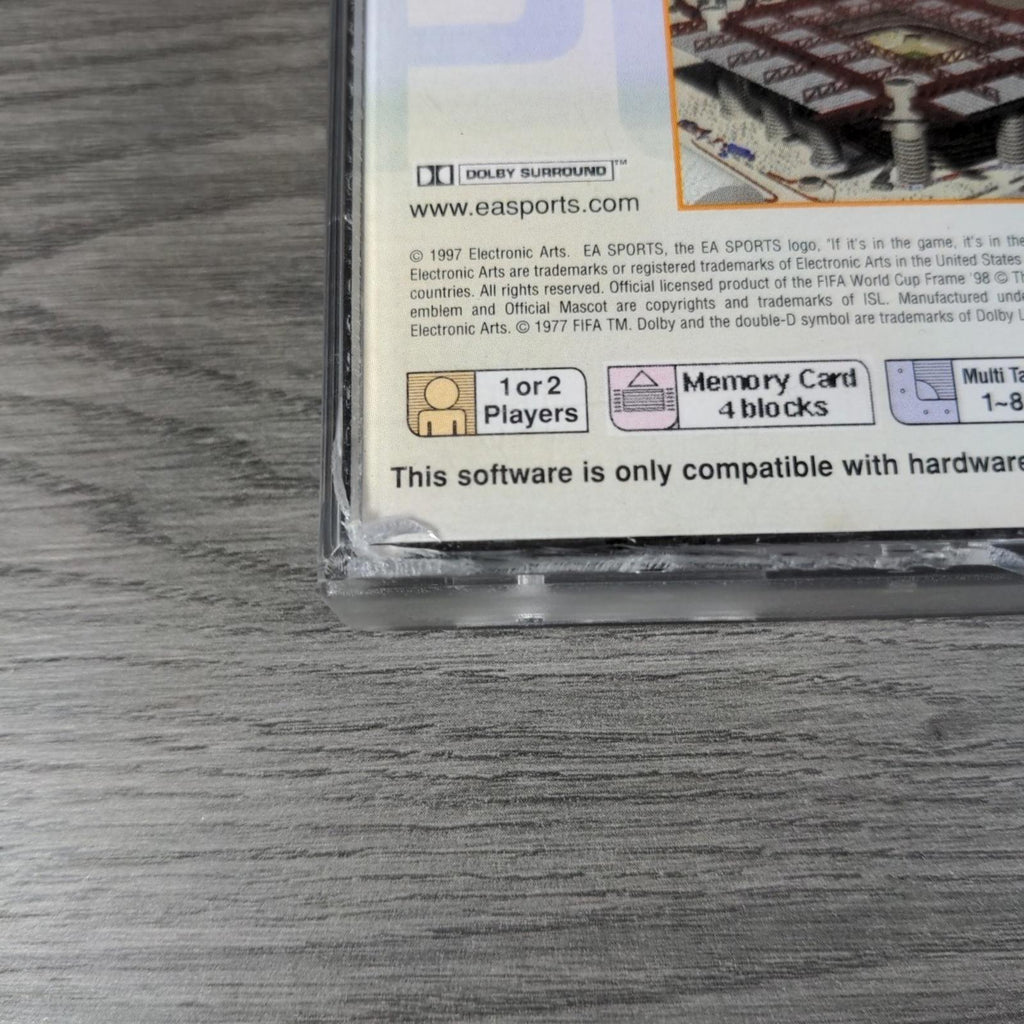 DOLBY SURROUND™
www.easports.com
© 1997 Electronic Arts. EA SPORTS, the EA SPORTS logo, "If it's in the game, it's in the
Electronic Arts are trademarks or registered trademarks of Electronic Arts in the United States
countries. All rights reserved. Official licensed product of the FIFA World Cup Frame '98 ©
emblem and Official Mascot are copyrights and trademarks of ISL. Manufactured
Electronic Arts. © 1977 FIFA TM. Dolby and the double-D symbol are trademarks of Dolby
1 or 2
Players
Memory Card
4 blocks
Multi
1~8
This software is only compatible with hardware